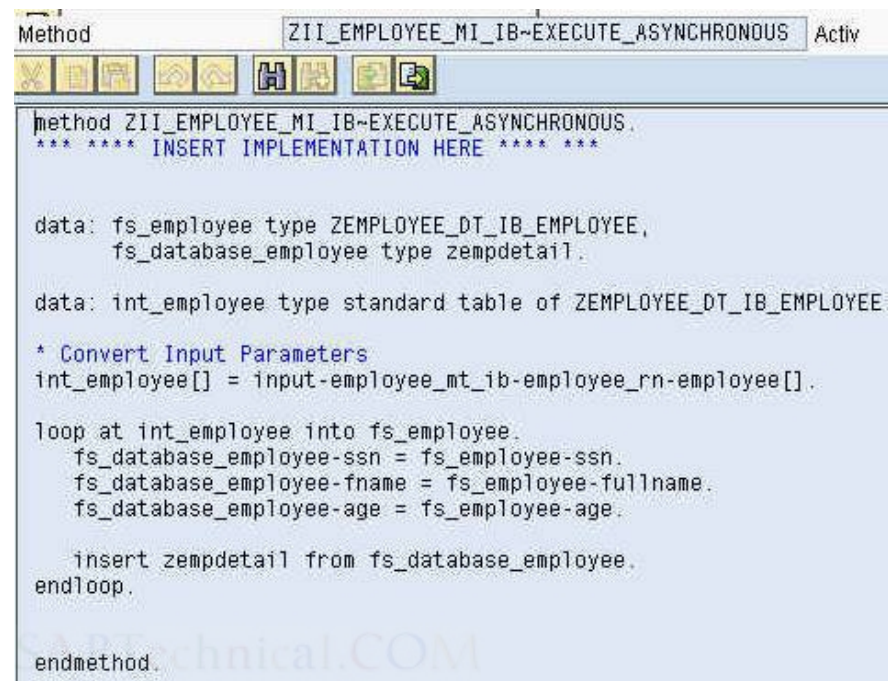 Method ZII_EMPLOYEE_MI_IB~EXECUTE_ASYNCHRONOUS Activ
method ZII_EMPLOYEE_MI_IB~EXECUTE_ASYNCHRONOUS.
*** **** INSERT IMPLEMENTATION HERE **** ***
data: fs_employee type ZEMPLOYEE_DT_IB_EMPLOYEE,
fs_database_employee type zempdetail.
data: int_employee type standard table of ZEMPLOYEE_DT_IB_EMPLOYEE
* Convert Input Parameters
int_employee[] = input-employee_mt_ib-employee_rn-employee[].
loop at int_employee into fs_employee.
fs_database_employee-ssn = fs_employee-ssn.
fs_database_employee-fname = fs_employee-fullname.
fs_database_employee-age = fs_employee-age.
insert zempdetail from fs_database_employee.
endloop.
SAPTechnical.COM
endmethod.